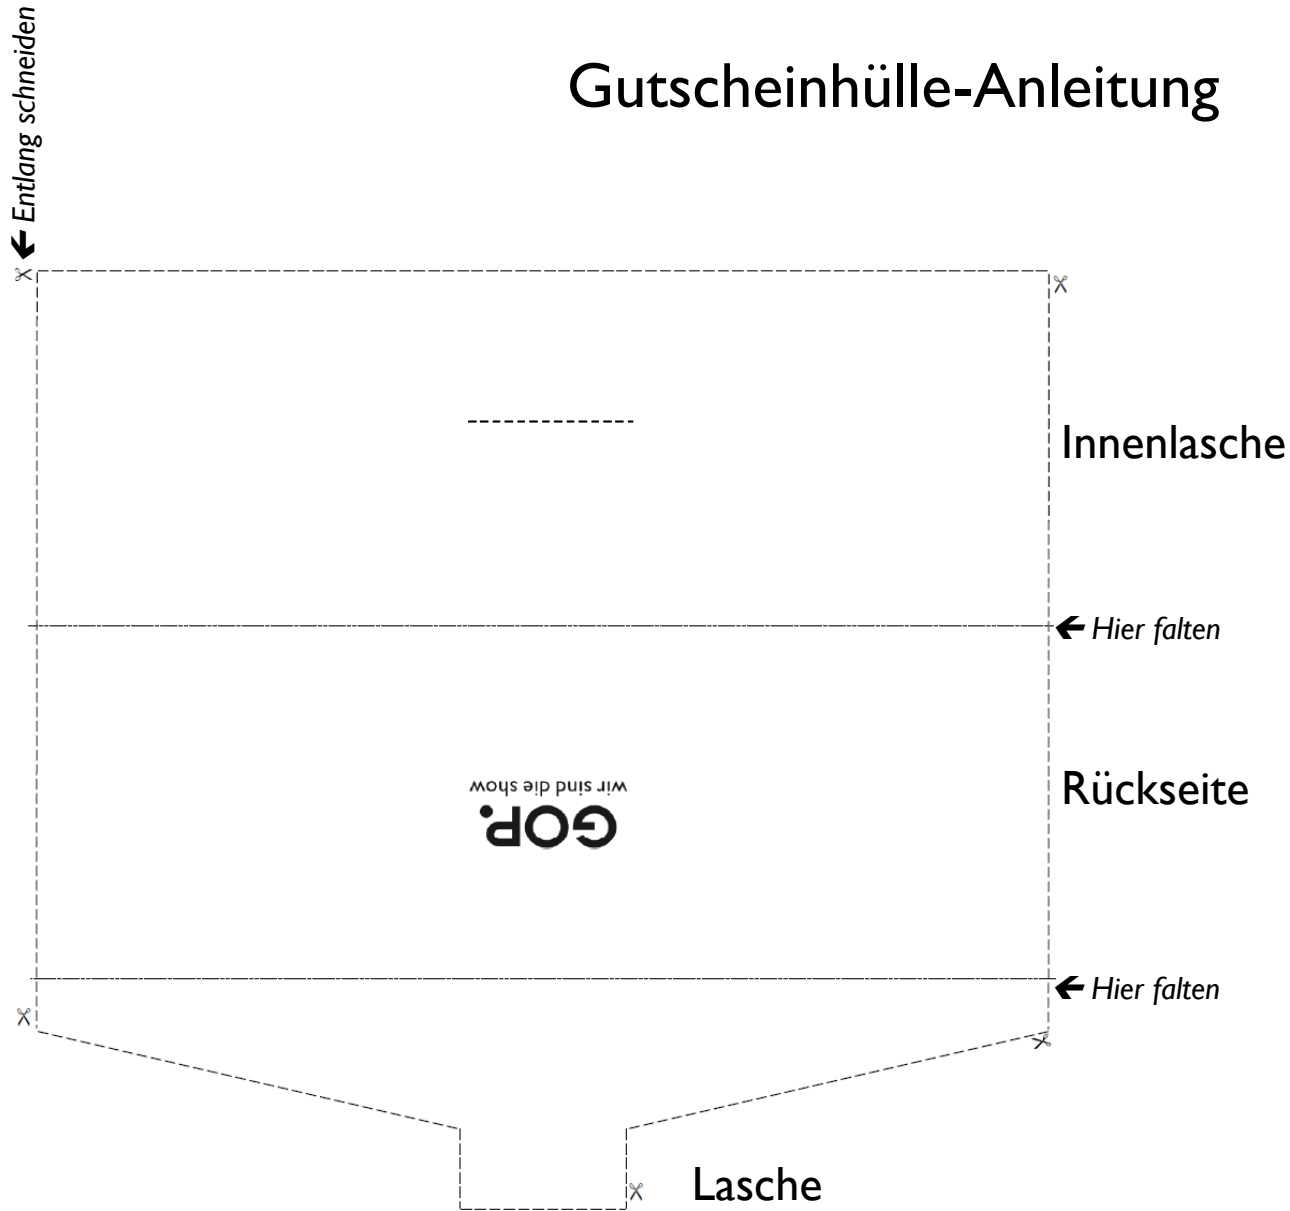 Entlang schneiden
Gutscheinhülle-Anleitung
Innenlasche
Hier falten
Rückseite
GOP.
wir sind die show
Hier falten
Lasche